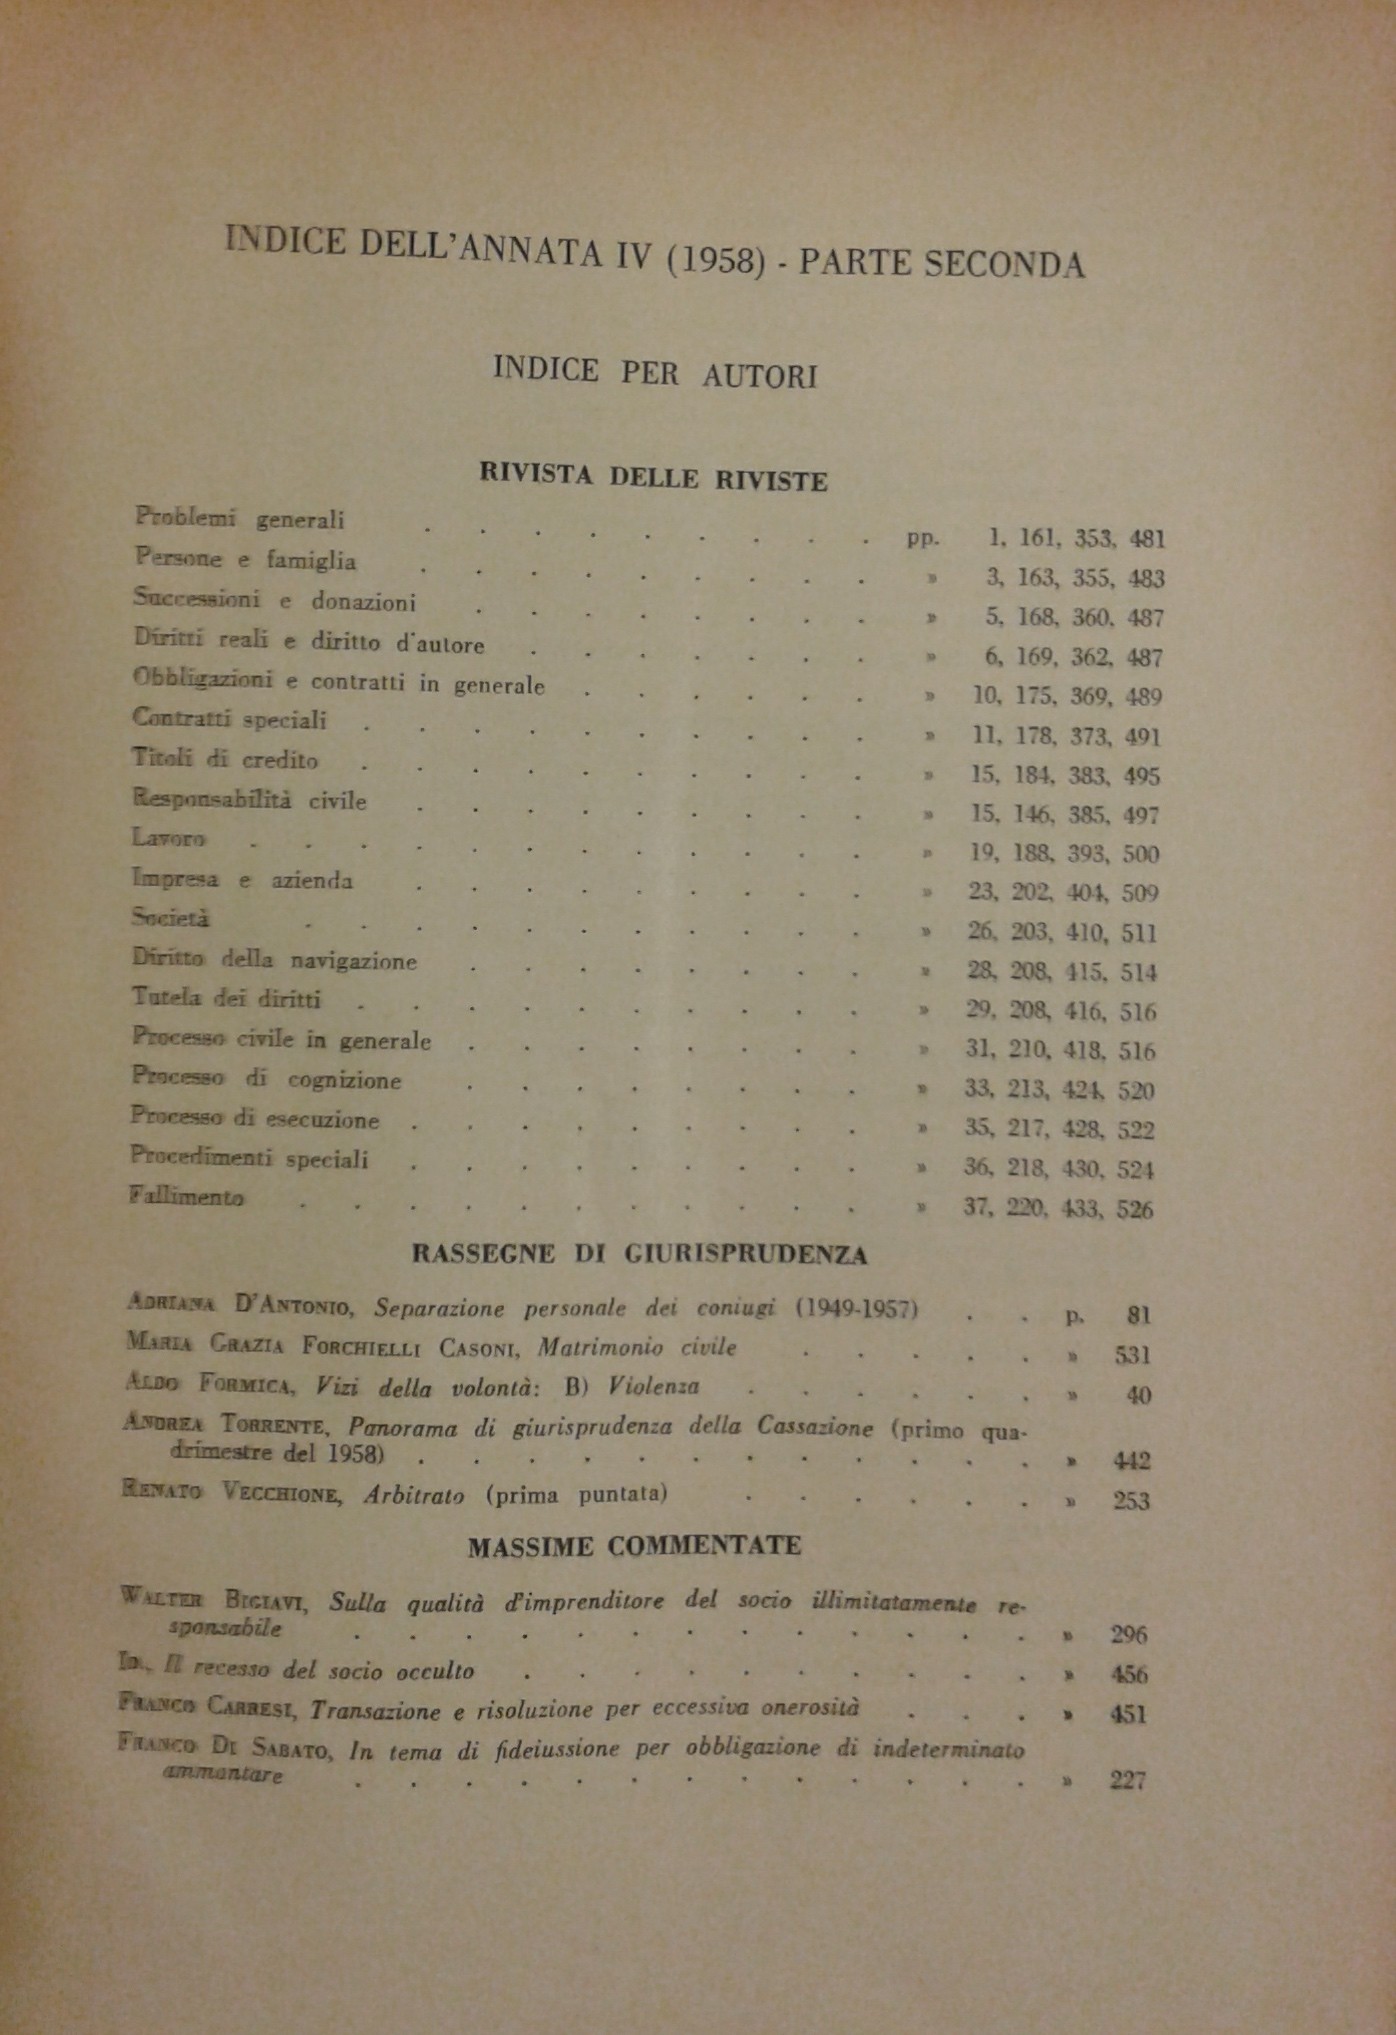 INDICE DELL'ANNATA IV (1958) - PARTE SECONDA
INDICE PER AUTORI
RIVISTA DELLE RIVISTE
Problemi generali . . . . . . . . . pp. 1, 161, 353, 481
Persone e famiglia . . . . . . . . . » 3, 163, 355, 483
Successioni e donazioni . . . . . . . . » 5, 168, 360, 487
Diritti reali e diritto d'autore . . . . . . . » 6, 169, 362, 487
Obbligazioni e contratti in generale . . . . . . » 10, 175, 369, 489
Contratti speciali . . . . . . . . . . » 11, 178, 373, 491
Titoli di credito . . . . . . . . . . » 15, 184, 383, 495
Responsabilità civile . . . . . . . . . » 15, 146, 385, 497
Lavoro . . . . . . . . . . . . » 19, 188, 393, 500
Impresa e azienda . . . . . . . . . » 23, 202, 404, 509
Società . . . . . . . . . . . » 26, 203, 410, 511
Diritto della navigazione . . . . . . . . » 28, 208, 415, 514
Tutela dei diritti . . . . . . . . . . » 29, 208, 416, 516
Processo civile in generale . . . . . . . . » 31, 210, 418, 516
Processo di cognizione . . . . . . . . » 33, 213, 424, 520
Processo di esecuzione . . . . . . . . . » 35, 217, 428, 522
Procedimenti speciali . . . . . . . . . » 36, 218, 430, 524
Fallimento . . . . . . . . . . . » 37, 220, 433, 526
RASSEGNE DI GIURISPRUDENZA
ADRIANA D'ANTONIO, Separazione personale dei coniugi (1949-1957) . . p. 81
MARIA GRAZIA FORCHIELLI CASONI, Matrimonio civile . . . . . » 531
ALDO FORMICA, Vizi della volontà: B) Violenza . . . . . . » 40
ANDREA TORRENTE, Panorama di giurisprudenza della Cassazione (primo qua-
drimestre del 1958) . . . . . . . . . . . . » 442
RENATO VECCHIONE, Arbitrato (prima puntata) . . . . . . » 253
MASSIME COMMENTATE
WALTER BIGIAVI, Sulla qualità d'imprenditore del socio illimitatamente re-
sponsabile . . . . . . . . . . . . . » 296
ID., Il recesso del socio occulto . . . . . . . . . . » 456
FRANCO CARRESI, Transazione e risoluzione per eccessiva onerosità . . . » 451
FRANCO DI SABATO, In tema di fideiussione per obbligazione di indeterminato
ammontare . . . . . . . . . . . . . » 227